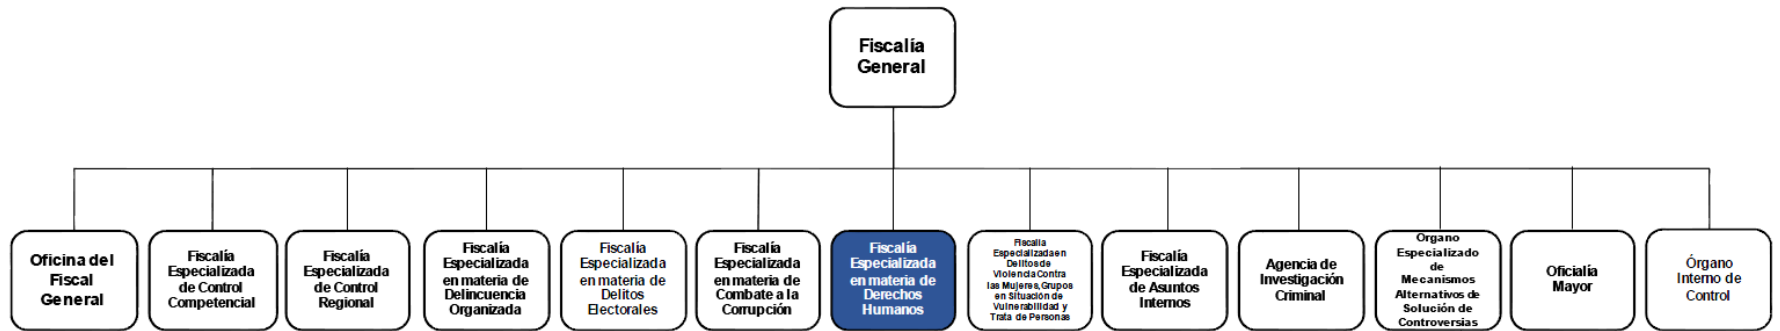 Fiscalía
General
Oficina del
Fiscal
General
Fiscalía
Especializada
de Control
Competencial
Fiscalía
Especializada
de Control
Regional
Fiscalía
Especializada
en materia de
Delincuencia
Organizada
Fiscalía
Especializada
en materia de
Delitos
Electorales
Fiscalía
Especializada
en materia de
Combate a la
Corrupción
Fiscalía
Especializada
en materia de
Derechos
Humanos
Fiscalía
Especializada en
Delitos de
Violencia Contra
las Mujeres, Grupos
en Situación de
Vulnerabilidad y
Trata de Personas
Fiscalía
Especializada
de Asuntos
Internos
Agencia de
Investigación
Criminal
Organo
Especializado
de
Mecanismos
Alternativos de
Solución de
Controversias
Oficialía
Mayor
Órgano
Interno de
Control